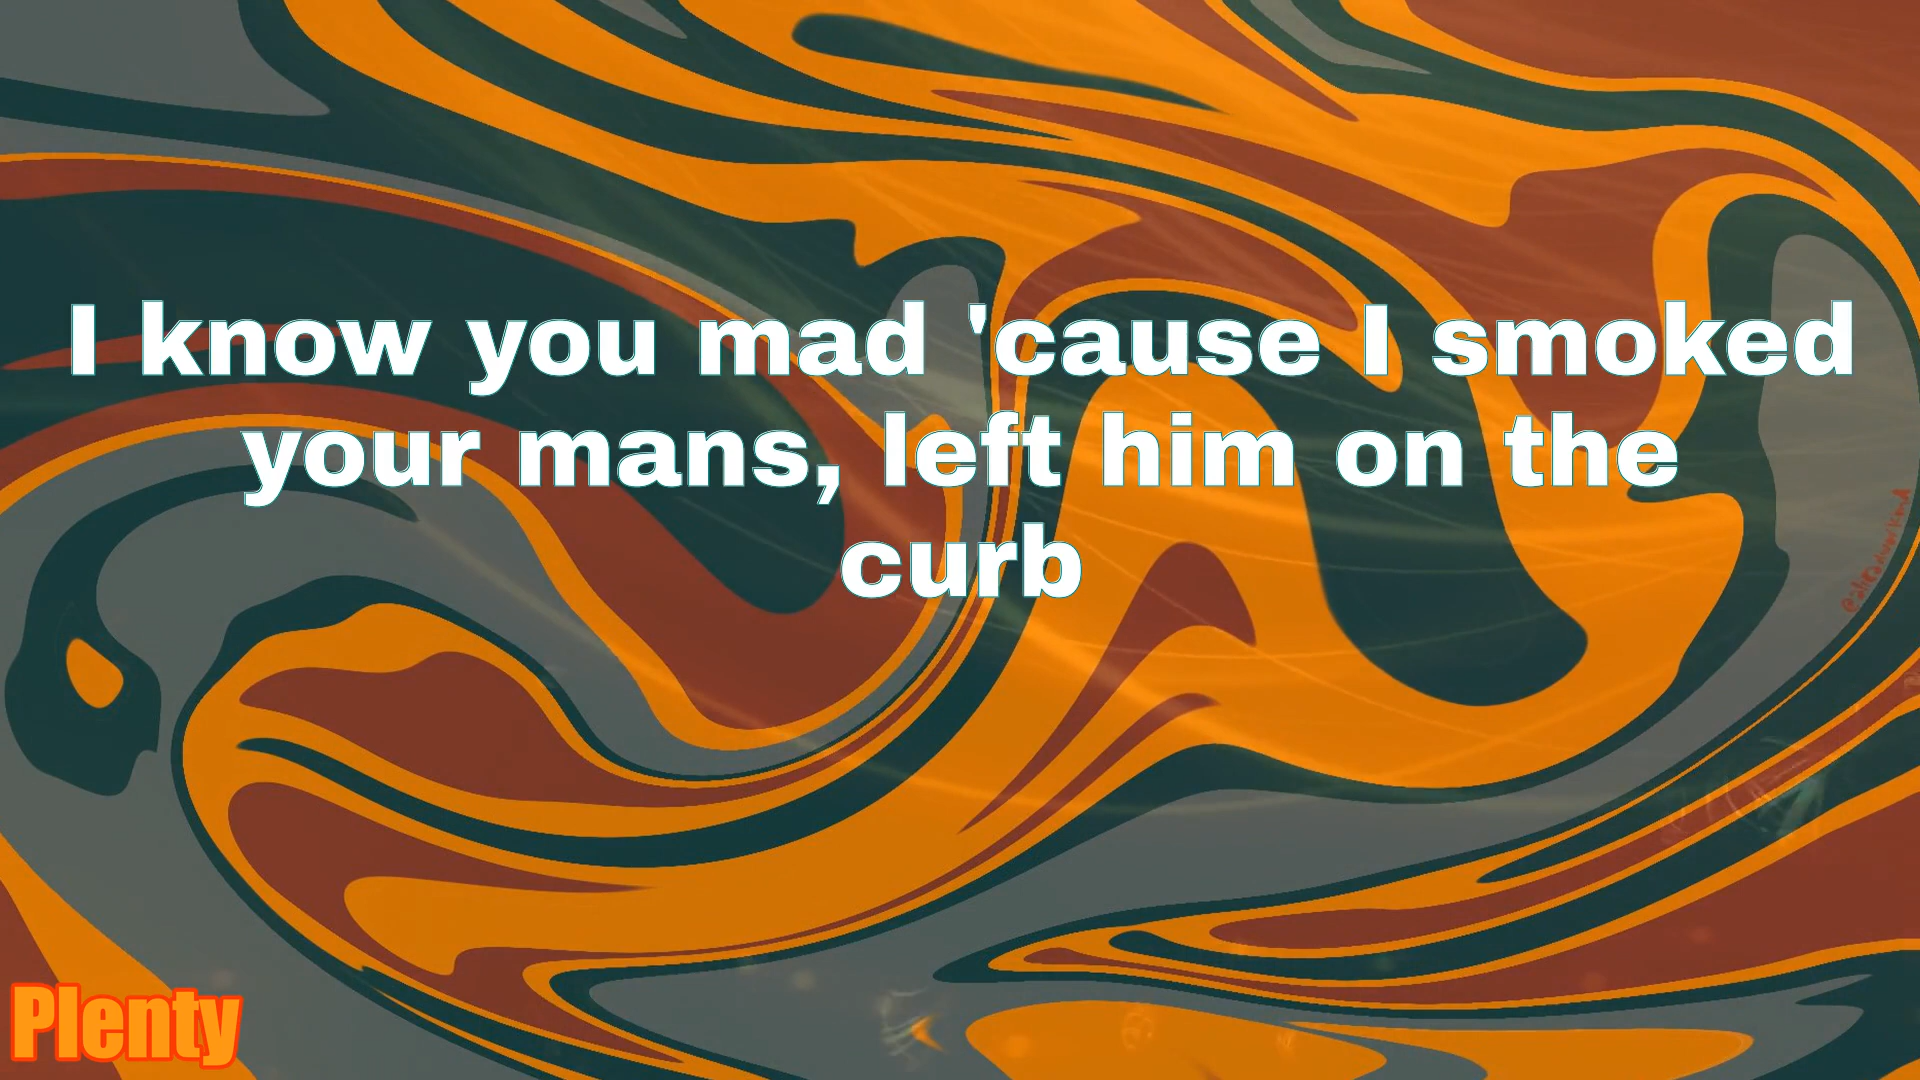 I know you mad 'cause I smoked
your mans, left him on the
curb
Plenty